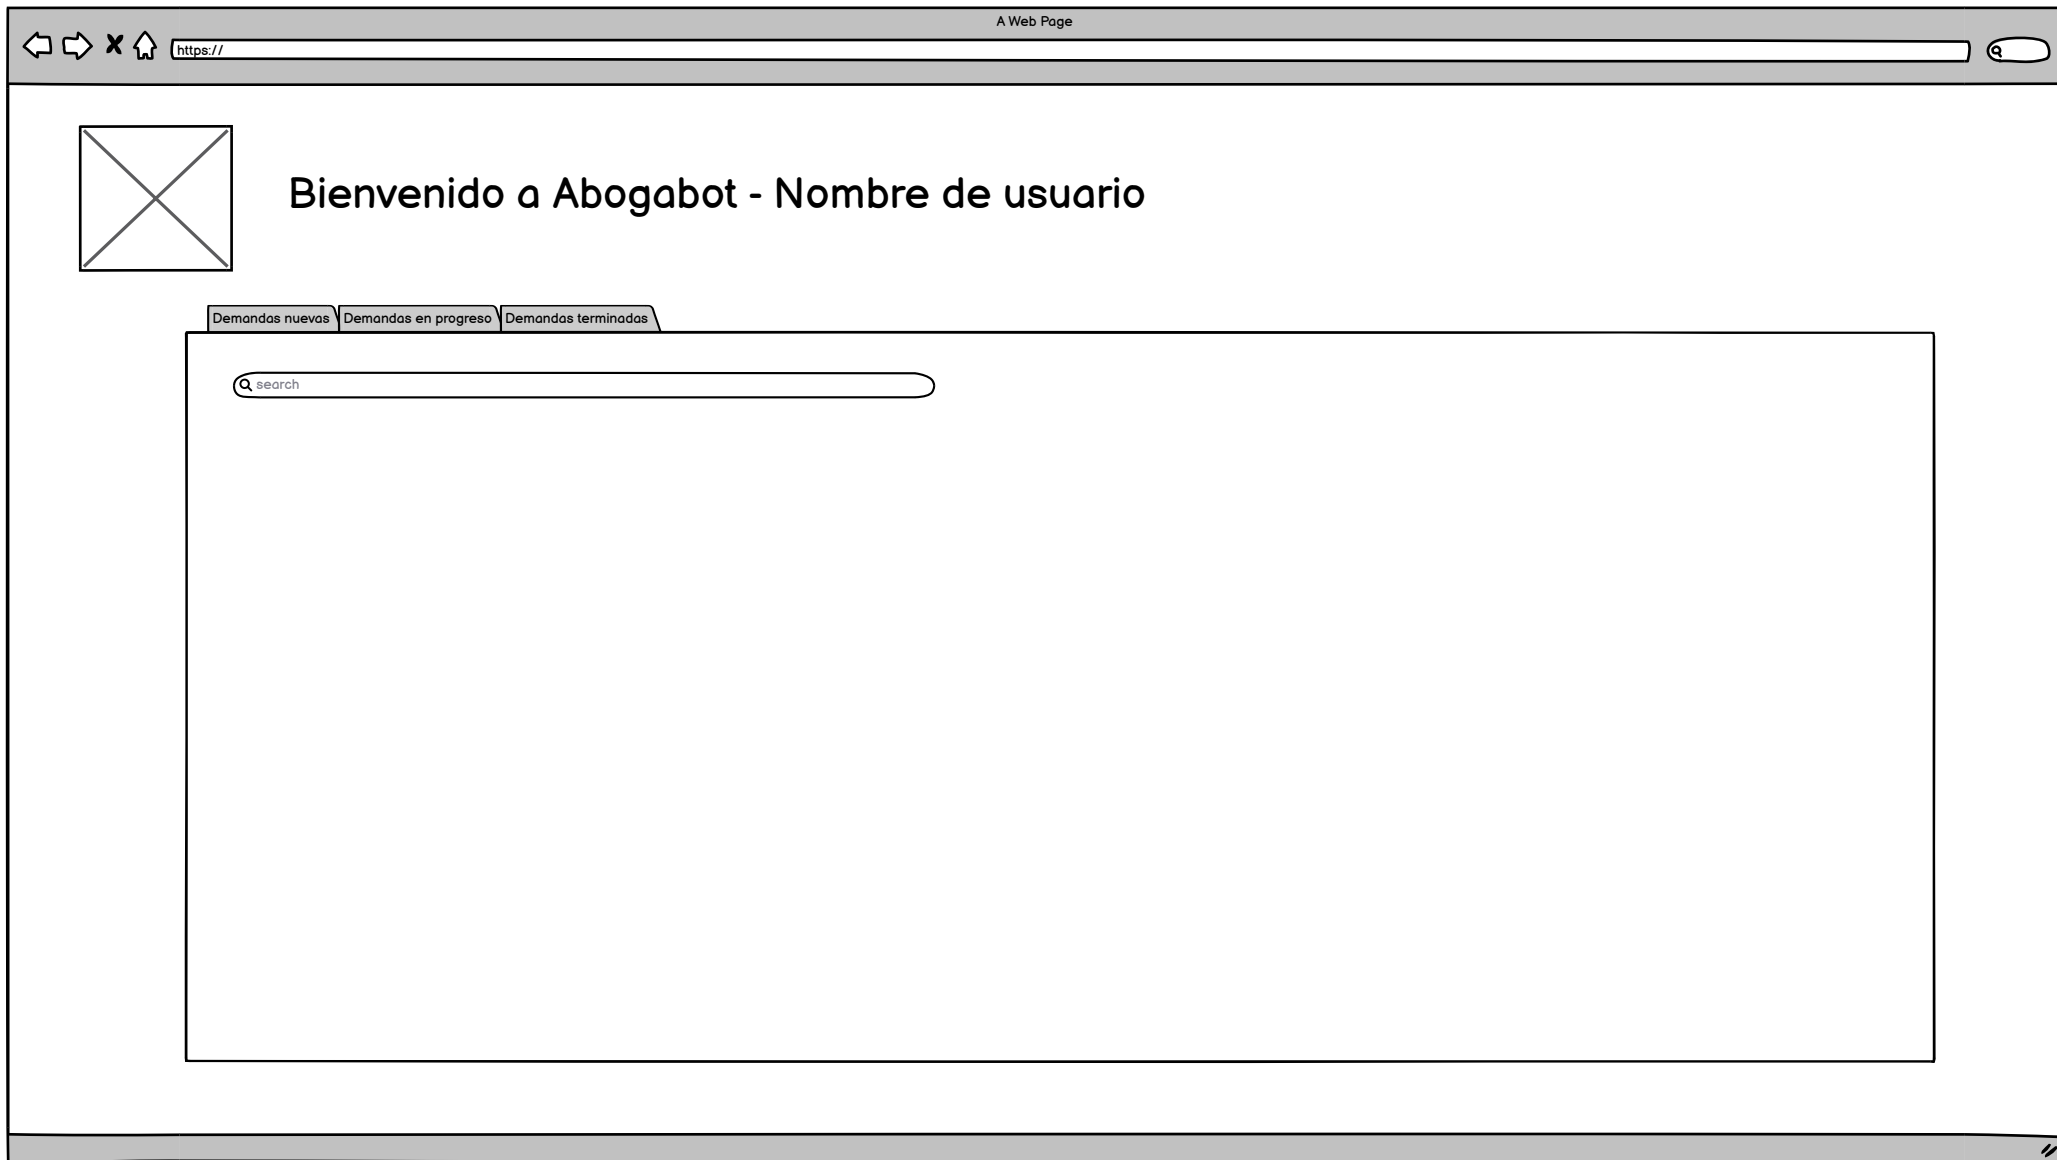 A Web Page
https://
Bienvenido a Abogabot - Nombre de usuario
Demandas nuevas Demandas en progreso Demandas terminadas
search